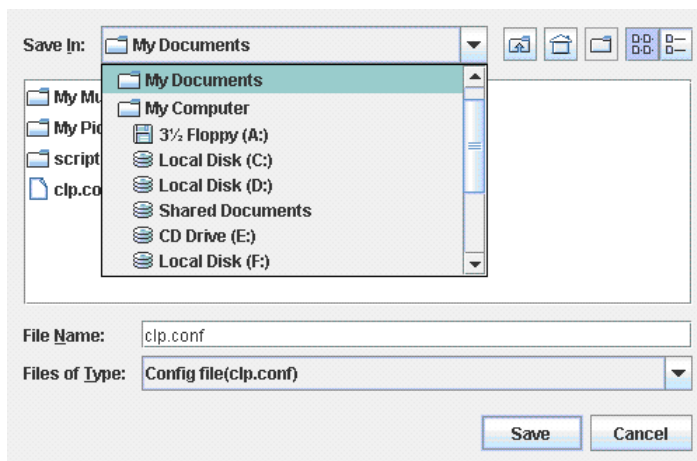 Save In: My Documents
My Documents
My Computer
3½ Floppy (A:)
Local Disk (C:)
Local Disk (D:)
Shared Documents
CD Drive (E:)
Local Disk (F:)
My
My
script
clp.co
File Name: clp.conf
Files of Type: Config file(clp.conf)
Save Cancel